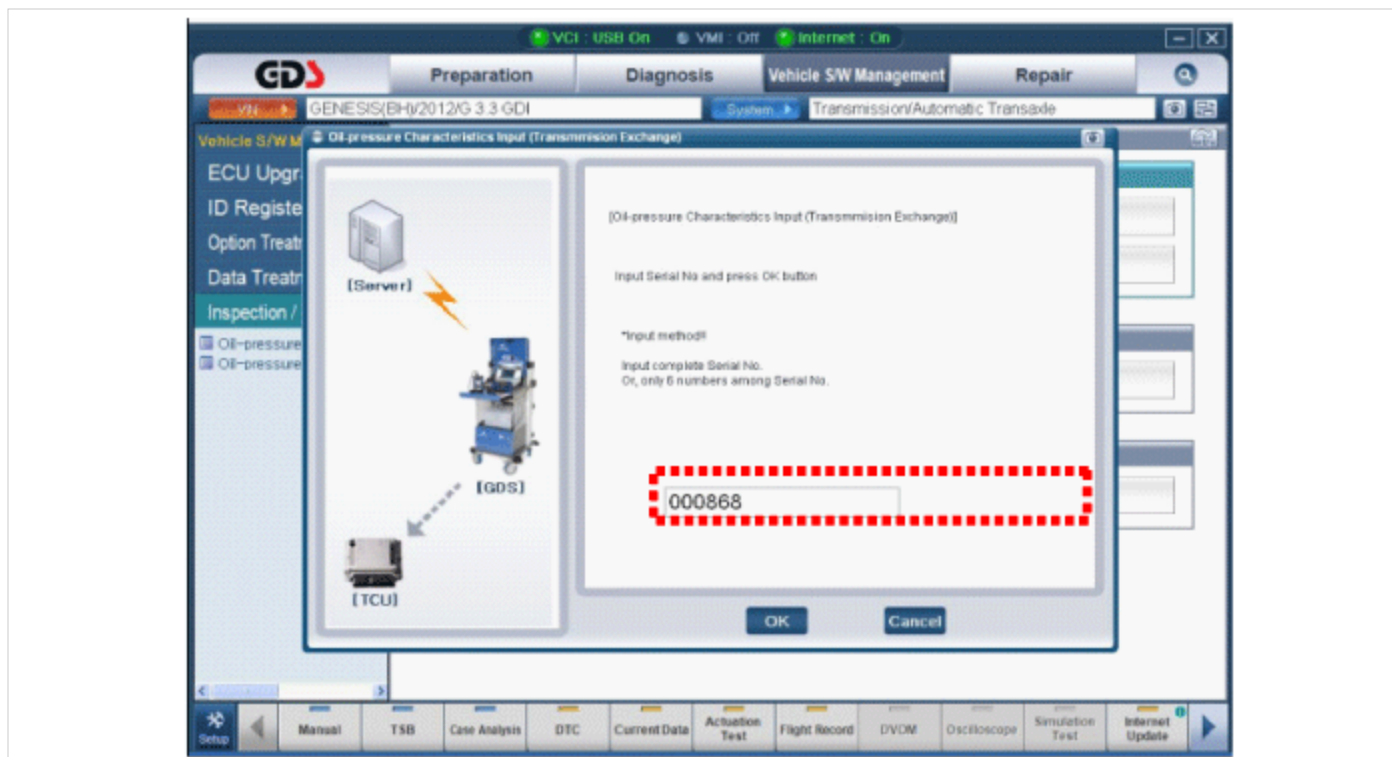 VCI : USB On VMI : Off Internet : On
GDS Preparation Diagnosis Vehicle S/W Management Repair
VIN GENESIS(BH)/2012/G 3.3 GDI System Transmission/Automatic Transaxle
Vehicle S/W M
Oil-pressure Characteristics Input (Transmmision Exchange)
ECU Upgr
ID Registe
Option Treatr
Data Treatr
Inspection /
Oil-pressure
Oil-pressure
[Server]
[GDS]
[TCU]
[Oil-pressure Characteristics Input (Transmmision Exchange)]
Input Serial No and press OK button
*Input method!!
Input complete Serial No.
Or, only 6 numbers among Serial No.
000868
OK Cancel
Setup Manual TSB Case Analysis DTC Current Data Actuation Test Flight Record DVOM Oscilloscope Simulation Test Internet Update